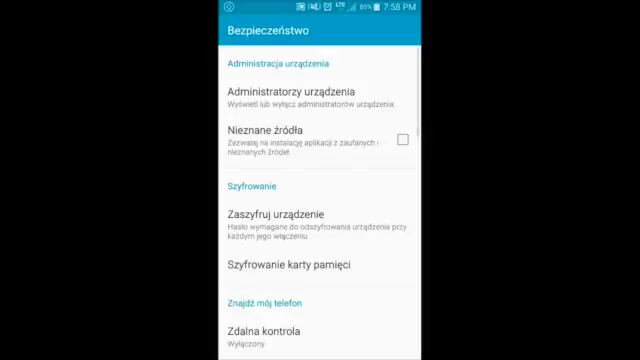 LTE 85% 7:58 PM
Bezpieczeństwo
Administracja urządzenia
Administratorzy urządzenia
Wyświetl lub wyłącz administratorów urządzenia.
Nieznane źródła
Zezwalaj na instalację aplikacji z zaufanych i
nieznanych źródeł
Szyfrowanie
Zaszyfruj urządzenie
Hasło wymagane do odszyfrowania urządzenia przy
każdym jego włączeniu
Szyfrowanie karty pamięci
Znajdź mój telefon
Zdalna kontrola
Wyłączony